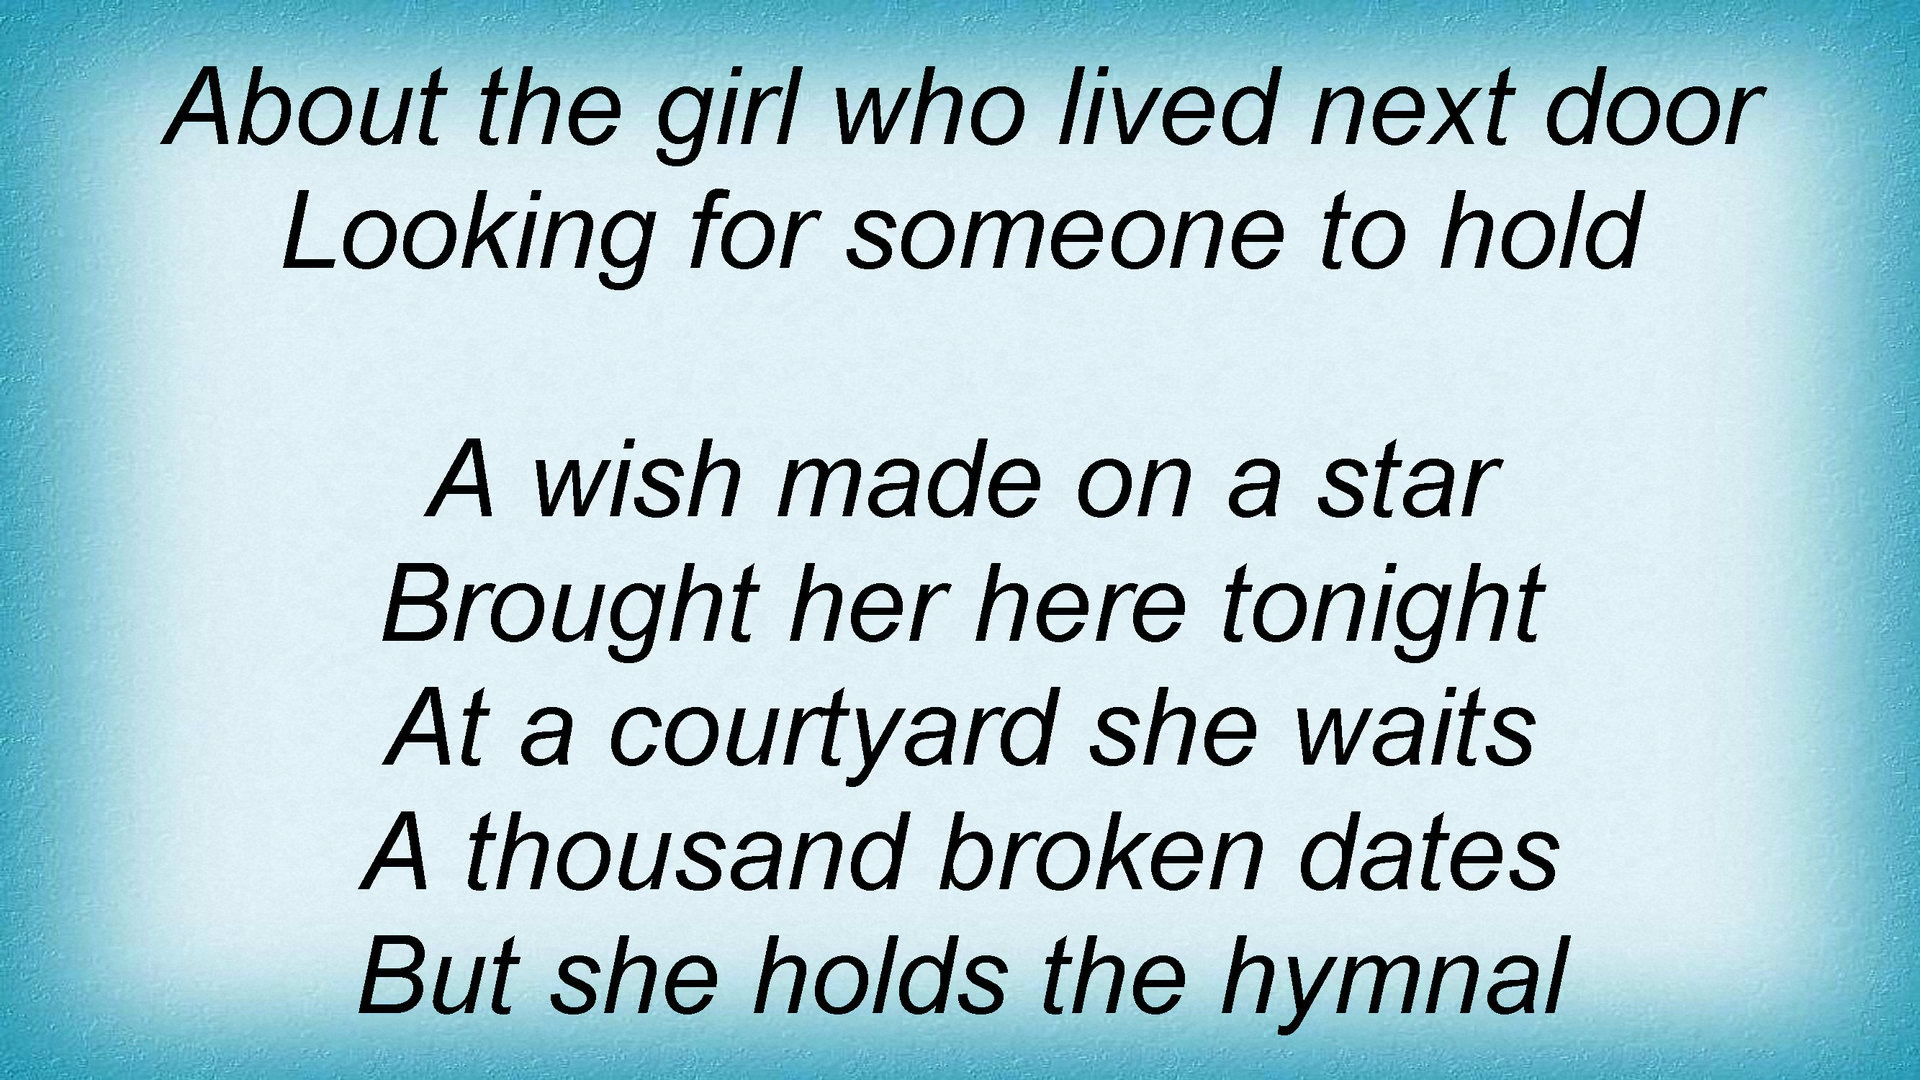 About the girl who lived next door
Looking for someone to hold
A wish made on a star
Brought her here tonight
At a courtyard she waits
A thousand broken dates
But she holds the hymnal